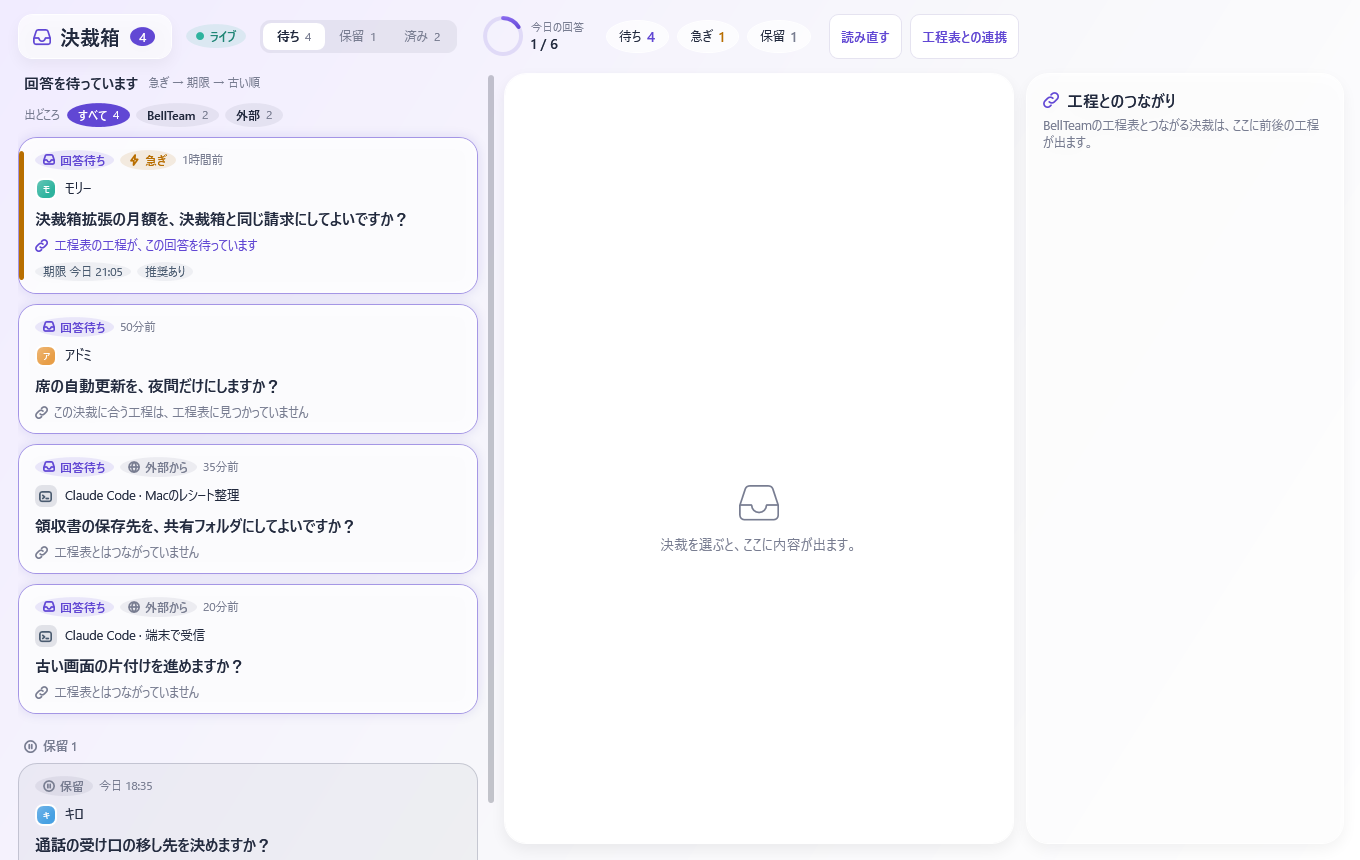 決裁箱 4
ライブ
待ち 4 保留 1 済み 2
今日の回答
1 / 6
待ち 4 急ぎ 1 保留 1
読み直す 工程表との連携
回答を待っています 急ぎ → 期限 → 古い順
出どころ すべて 4 BellTeam 2 外部 2
回答待ち 急ぎ 1時間前
モ モリー
決裁箱拡張の月額を、決裁箱と同じ請求にしてよいですか？
工程表の工程が、この回答を待っています
期限 今日 21:05 推奨あり
回答待ち 50分前
ア アドミ
席の自動更新を、夜間だけにしますか？
この決裁に合う工程は、工程表に見つかっていません
回答待ち 外部から 35分前
Claude Code · Macのレシート整理
領収書の保存先を、共有フォルダにしてよいですか？
工程表とはつながっていません
回答待ち 外部から 20分前
Claude Code · 端末で受信
古い画面の片付けを進めますか？
工程表とはつながっていません
保留 1
保留 今日 18:35
キ キロ
通話の受け口の移し先を決めますか？
決裁を選ぶと、ここに内容が出ます。
工程とのつながり
BellTeamの工程表とつながる決裁は、ここに前後の工程
が出ます。